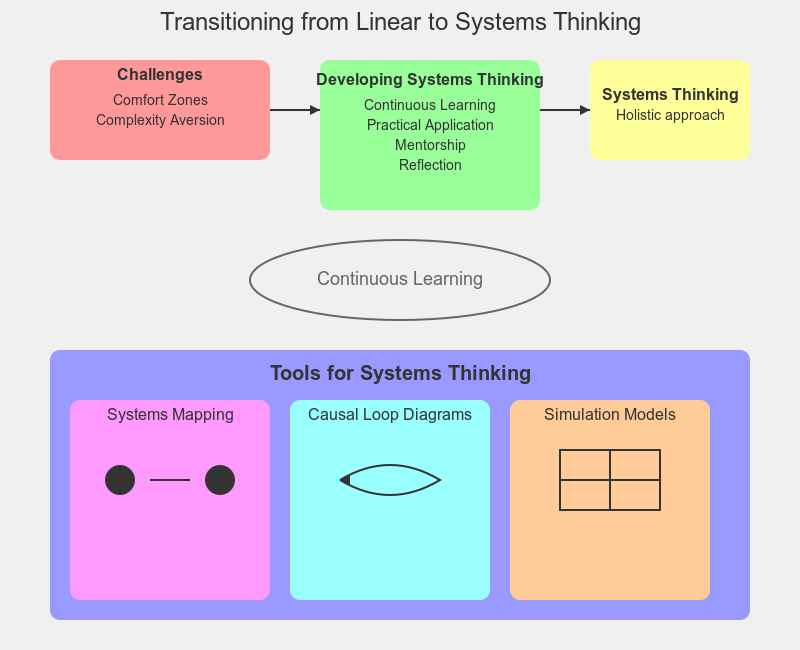 Transitioning from Linear to Systems Thinking
Challenges
Comfort Zones
Complexity Aversion
Developing Systems Thinking
Continuous Learning
Practical Application
Mentorship
Reflection
Systems Thinking
Holistic approach
Continuous Learning
Tools for Systems Thinking
Systems Mapping
Causal Loop Diagrams
Simulation Models